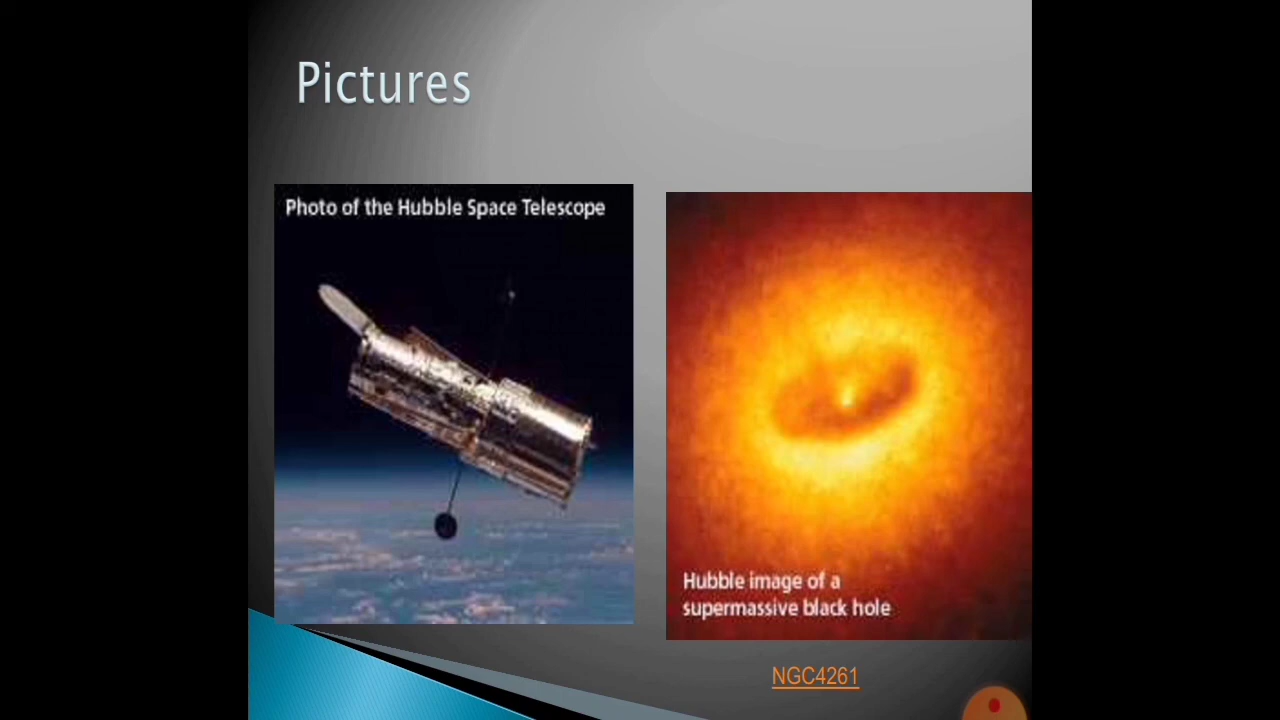 Pictures
Photo of the Hubble Space Telescope
Hubble image of a
supermassive black hole
NGC4261